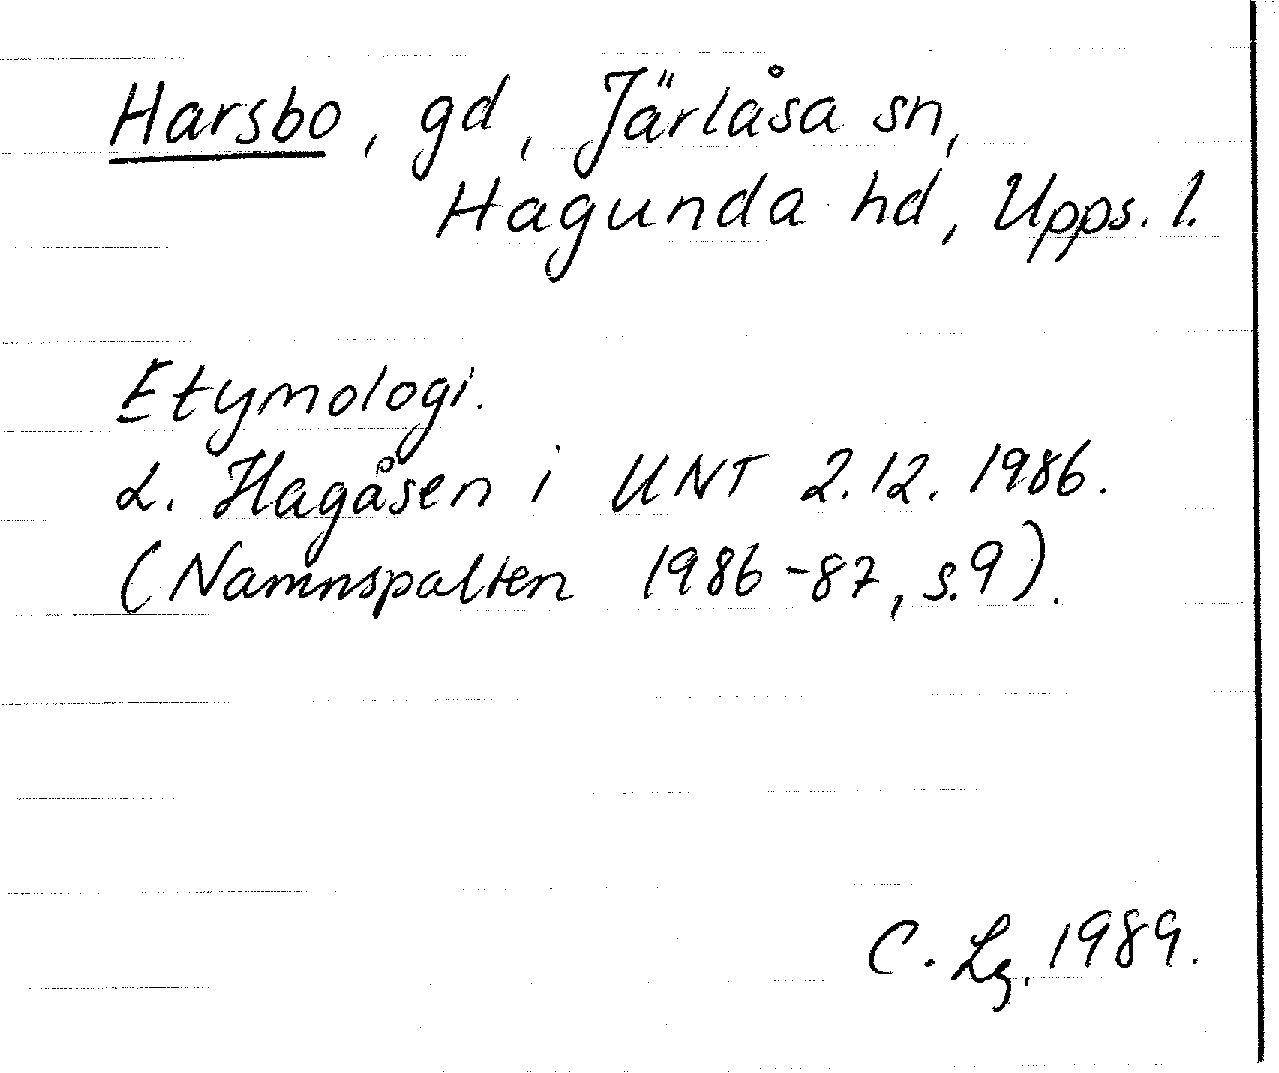 Harsbo, gd, Järlåsa sn,
Hagunda hd, Upps. l.
Etymologi.
L. Hagåsen i UNT 2.12.1986.
(Namnspalten 1986-87, s.9).
C. Lg. 1989.